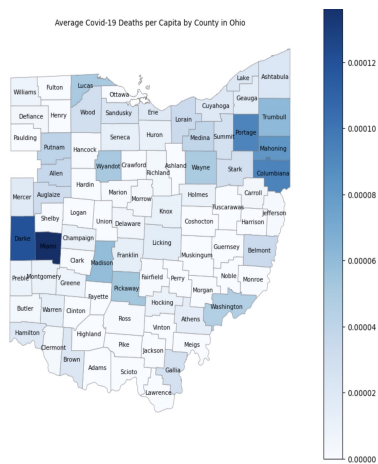 Average Covid-19 Deaths per Capita by County in Ohio
0.00012
0.00010
0.00008
0.00006
0.00004
0.00002
0.00000
Lake
Ashtabula
Williams
Fulton
Lucas
Ottawa
Geauga
Cuyahoga
Defiance
Henry
Wood
Sandusky
Erie
Lorain
Trumbull
Paulding
Seneca
Huron
Medina
Summit
Portage
Putnam
Hancock
Mahoning
Wyandot
Crawford
Richland
Ashland
Wayne
Stark
Columbiana
Allen
Mercer
Auglaize
Hardin
Marion
Morrow
Holmes
Carroll
Tuscarawas
Jefferson
Shelby
Logan
Union
Delaware
Knox
Coshocton
Harrison
Darke
Miami
Champaign
Licking
Guernsey
Belmont
Clark
Madison
Franklin
Muskingum
Preble
Montgomery
Greene
Pickaway
Fairfield
Perry
Noble
Monroe
Fayette
Morgan
Butler
Warren
Clinton
Ross
Hocking
Washington
Hamilton
Clermont
Highland
Vinton
Athens
Brown
Adams
Pike
Jackson
Meigs
Scioto
Gallia
Lawrence